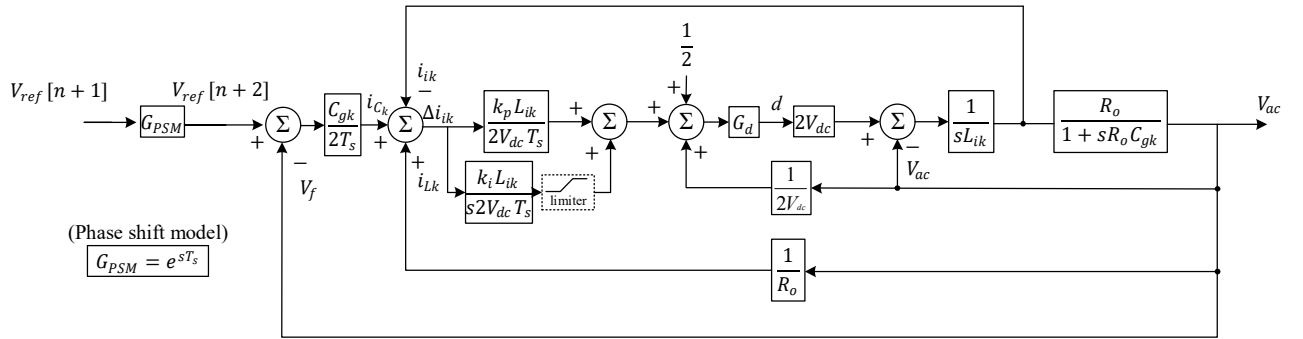 V_ref [n + 1]
G_PSM
V_ref [n + 2]
+
Σ
−
V_f
C_gk
2T_s
i_Ck
+
i_ik
−
Σ
Δi_ik
+
i_Lk
k_p L_ik
2V_dc T_s
k_i L_ik
s2V_dc T_s
limiter
+
Σ
+
1
2
+
+
Σ
+
G_d
d
2V_dc
+
Σ
−
V_ac
1
sL_ik
R_o
1 + sR_o C_gk
V_ac
1
2V_dc
1
R_o
(Phase shift model)
G_PSM = e^{sT_s}